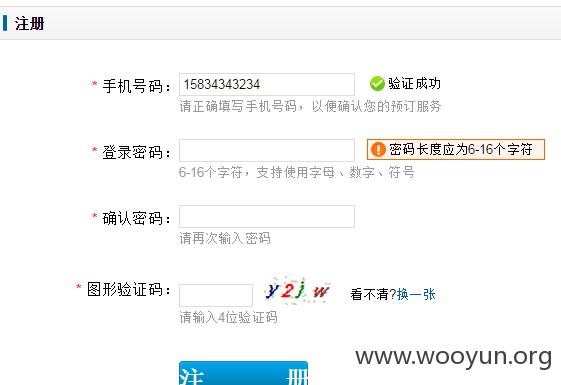 注册
* 手机号码： 15834343234 验证成功
请正确填写手机号码，以便确认您的预订服务
* 登录密码： 密码长度应为6-16个字符
6-16个字符，支持使用字母、数字、符号
* 确认密码：
请再次输入密码
* 图形验证码： y2jw 看不清?换一张
请输入4位验证码
注 册
www.wooyun.org